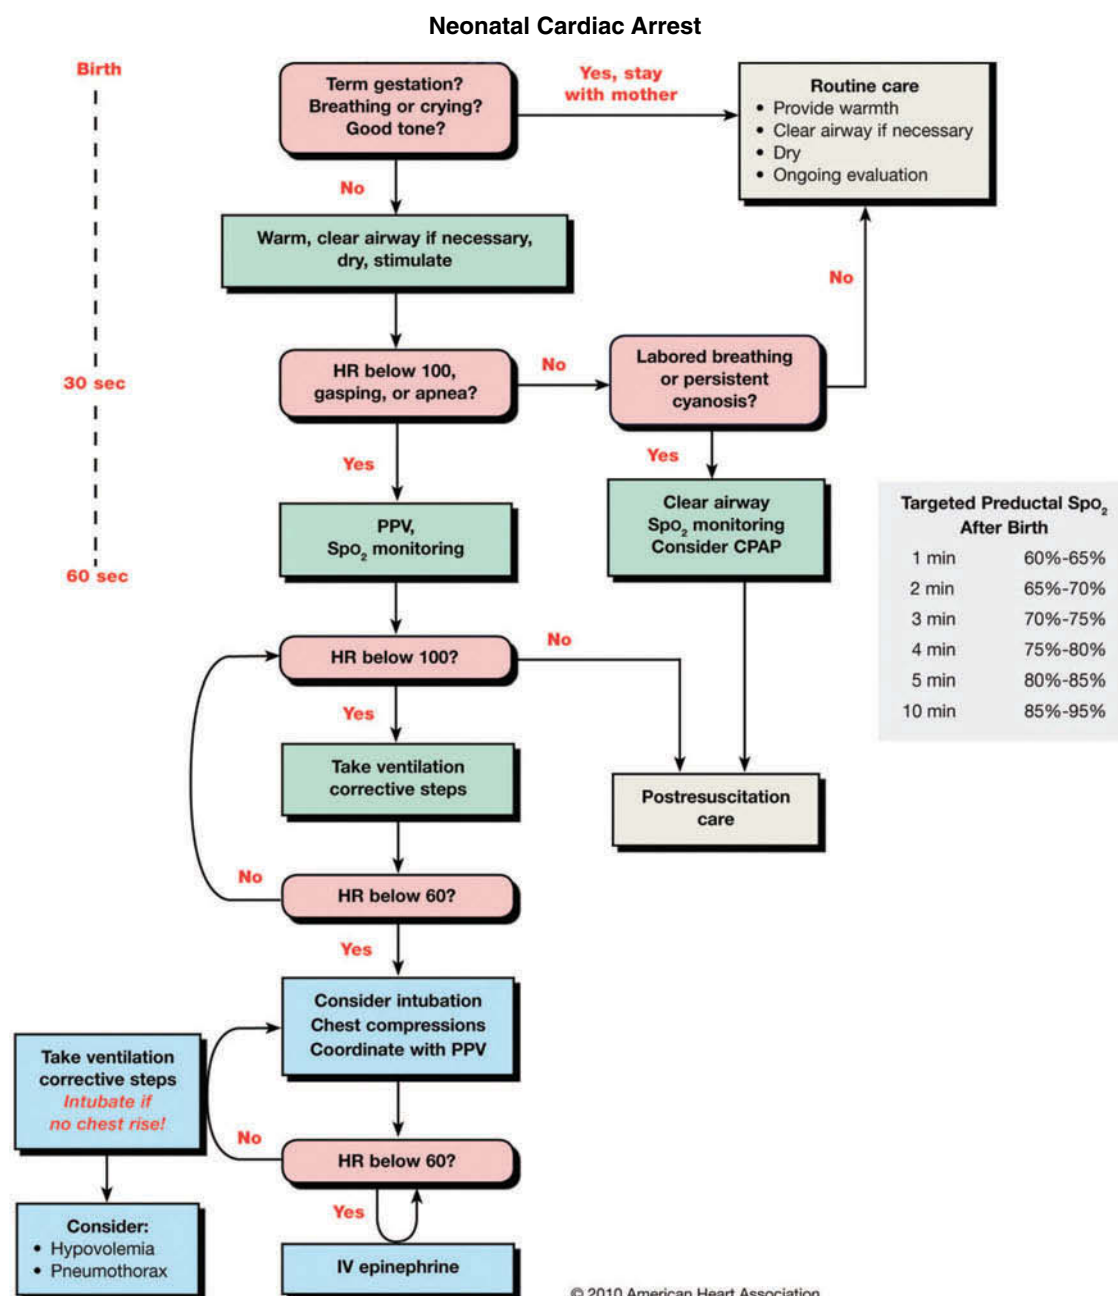 Neonatal Cardiac Arrest
Birth
Term gestation?
Breathing or crying?
Good tone?
Yes, stay
with mother
Routine care
• Provide warmth
• Clear airway if necessary
• Dry
• Ongoing evaluation
No
Warm, clear airway if necessary,
dry, stimulate
No
30 sec
HR below 100,
gasping, or apnea?
No
Labored breathing
or persistent
cyanosis?
Yes
Yes
PPV,
Spo₂ monitoring
Clear airway
Spo₂ monitoring
Consider CPAP
60 sec
Targeted Preductal Spo₂
After Birth
1 min 60%-65%
2 min 65%-70%
3 min 70%-75%
4 min 75%-80%
5 min 80%-85%
10 min 85%-95%
HR below 100?
No
Yes
Take ventilation
corrective steps
Postresuscitation
care
No
HR below 60?
Yes
Consider intubation
Chest compressions
Coordinate with PPV
Take ventilation
corrective steps
Intubate if
no chest rise!
No
HR below 60?
Yes
Consider:
• Hypovolemia
• Pneumothorax
IV epinephrine
© 2010 American Heart Association